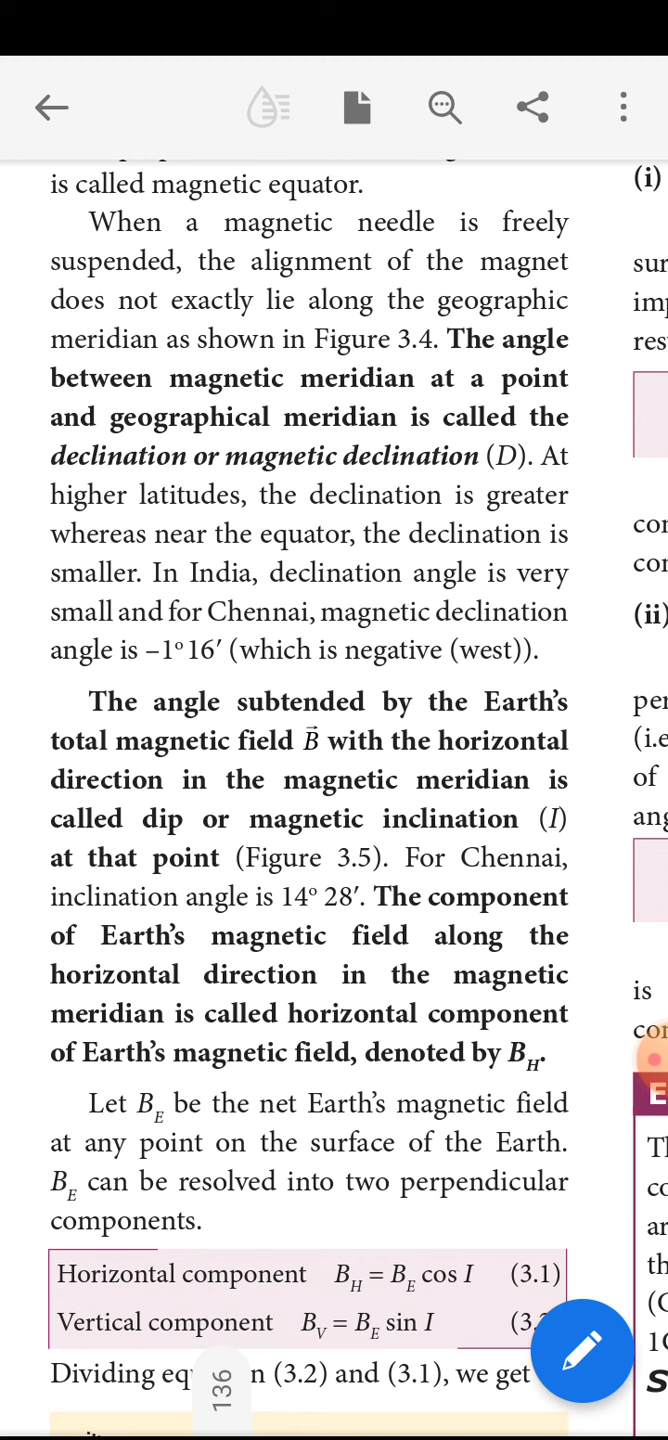 is called magnetic equator.
When a magnetic needle is freely
suspended, the alignment of the magnet
does not exactly lie along the geographic
meridian as shown in Figure 3.4. The angle
between magnetic meridian at a point
and geographical meridian is called the
declination or magnetic declination (D). At
higher latitudes, the declination is greater
whereas near the equator, the declination is
smaller. In India, declination angle is very
small and for Chennai, magnetic declination
angle is –1° 16′ (which is negative (west)).
The angle subtended by the Earth's
total magnetic field B⃗ with the horizontal
direction in the magnetic meridian is
called dip or magnetic inclination (I)
at that point (Figure 3.5). For Chennai,
inclination angle is 14° 28′. The component
of Earth's magnetic field along the
horizontal direction in the magnetic
meridian is called horizontal component
of Earth's magnetic field, denoted by B_H.
Let B_E be the net Earth's magnetic field
at any point on the surface of the Earth.
B_E can be resolved into two perpendicular
components.
Horizontal component B_H = B_E cos I (3.1)
Vertical component B_V = B_E sin I (3.
Dividing eq n (3.2) and (3.1), we get
136
(i)
sur
im
res
con
con
(ii)
per
(i.e
of
ang
is
con
E
Th
co
ar
th
(C
1C
S